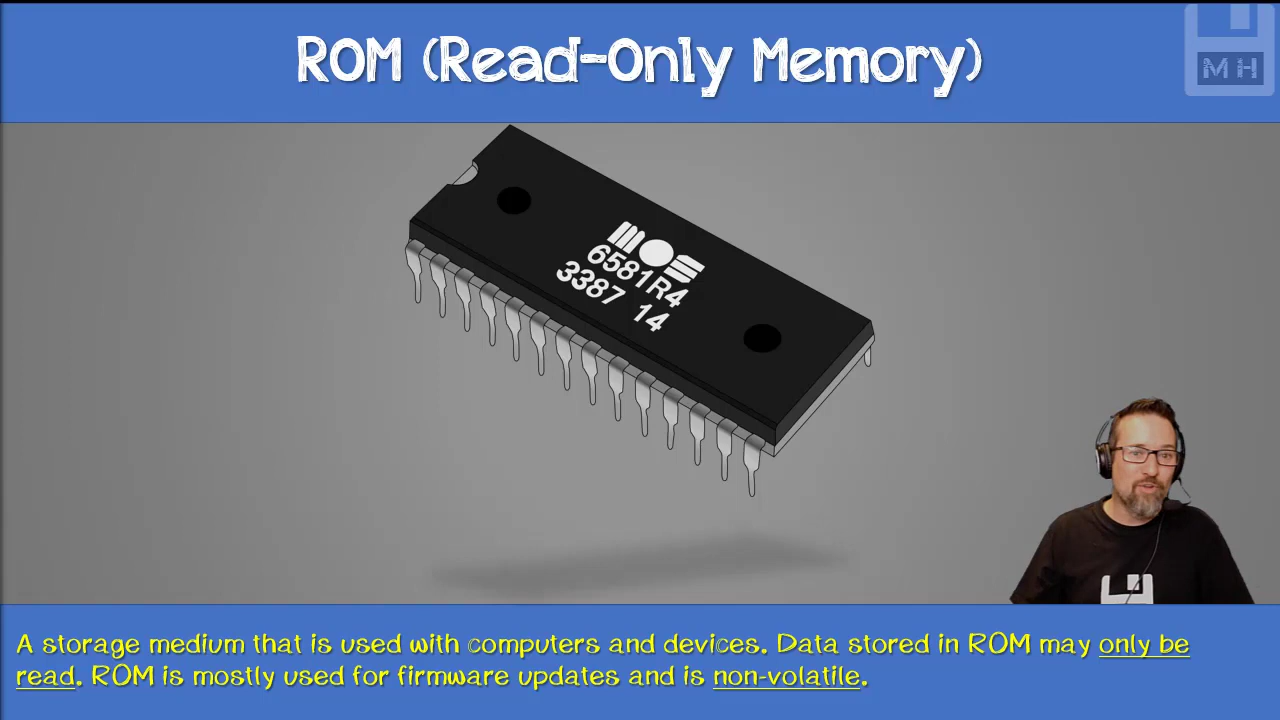 ROM (Read-Only Memory)
MH
mos
6581R4
3387 14
A storage medium that is used with computers and devices. Data stored in ROM may only be
read. ROM is mostly used for firmware updates and is non-volatile.